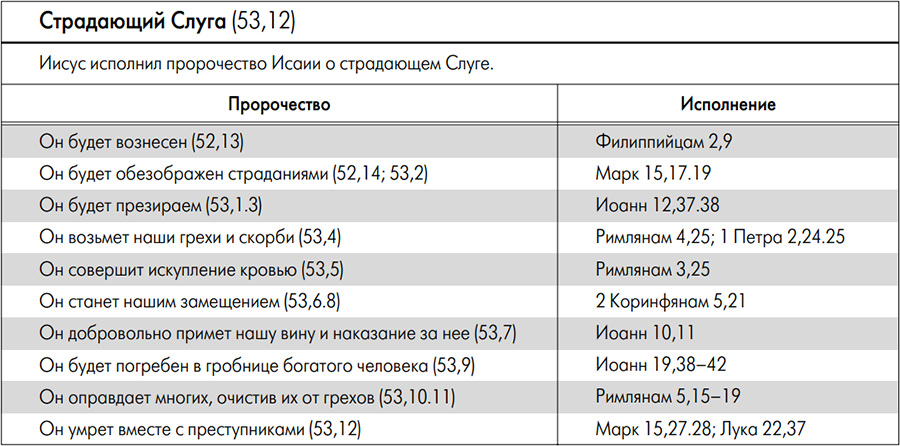 Страдающий Слуга (53,12)
Иисус исполнил пророчество Исаии о страдающем Слуге.
Пророчество Исполнение
Он будет вознесен (52,13) Филиппийцам 2,9
Он будет обезображен страданиями (52,14; 53,2) Марк 15,17.19
Он будет презираем (53,1.3) Иоанн 12,37.38
Он возьмет наши грехи и скорби (53,4) Римлянам 4,25; 1 Петра 2,24.25
Он совершит искупление кровью (53,5) Римлянам 3,25
Он станет нашим замещением (53,6.8) 2 Коринфянам 5,21
Он добровольно примет нашу вину и наказание за нее (53,7) Иоанн 10,11
Он будет погребен в гробнице богатого человека (53,9) Иоанн 19,38–42
Он оправдает многих, очистив их от грехов (53,10.11) Римлянам 5,15–19
Он умрет вместе с преступниками (53,12) Марк 15,27.28; Лука 22,37